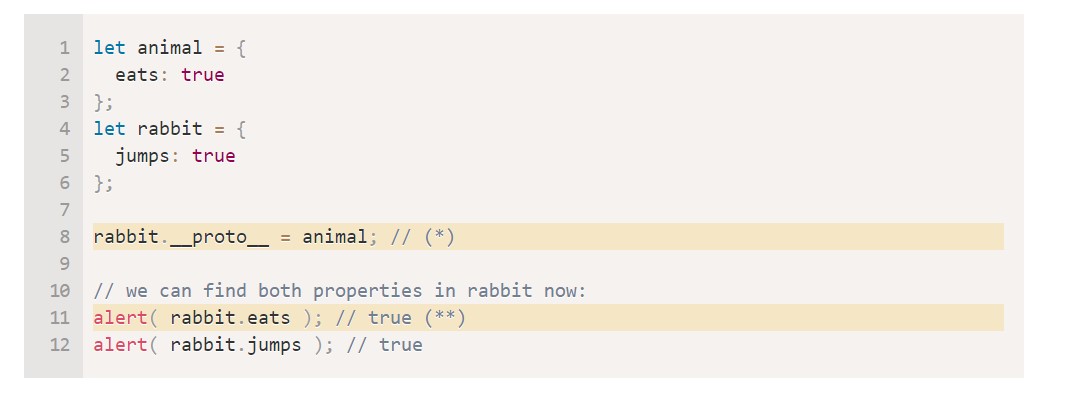 1 let animal = {
2   eats: true
3 };
4 let rabbit = {
5   jumps: true
6 };
7
8 rabbit.__proto__ = animal; // (*)
9
10 // we can find both properties in rabbit now:
11 alert( rabbit.eats ); // true (**)
12 alert( rabbit.jumps ); // true